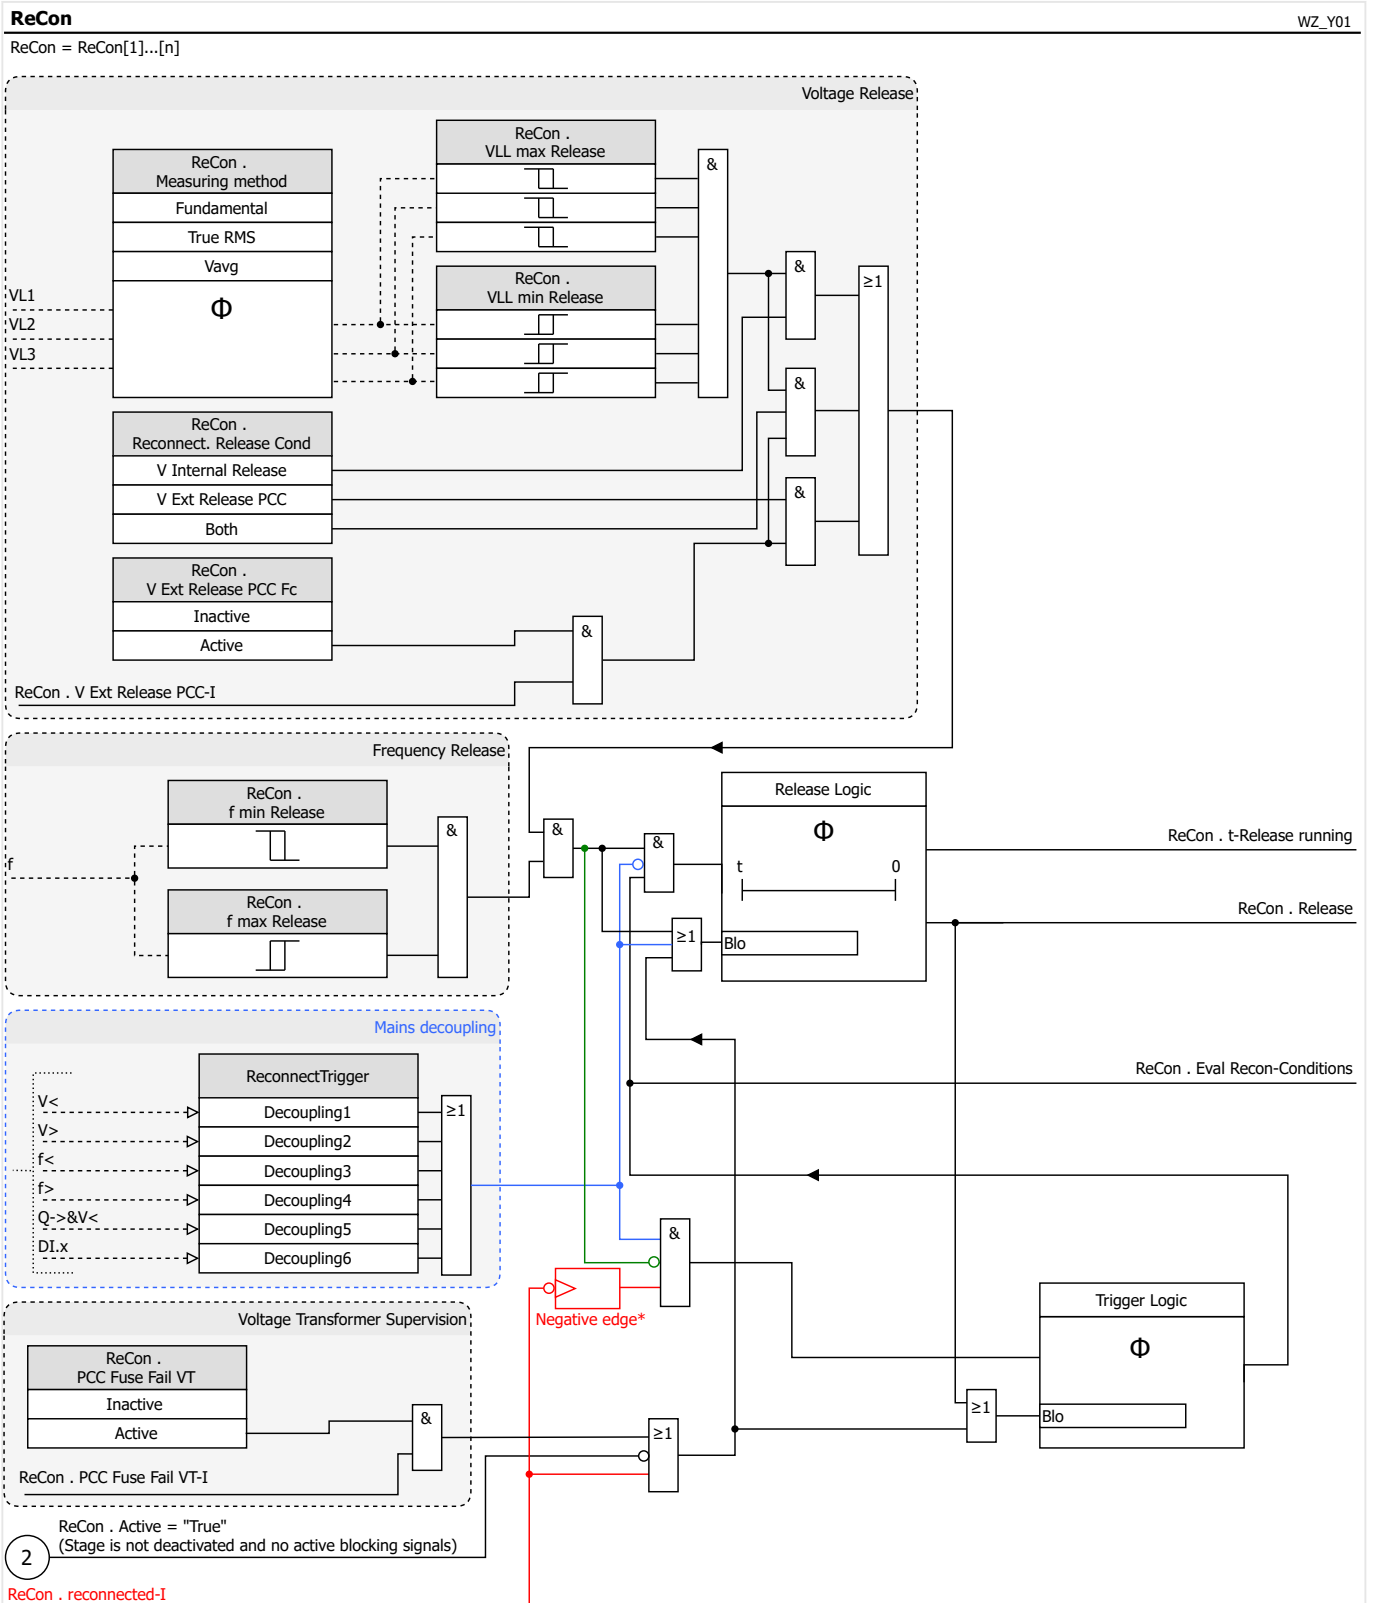 ReCon
WZ_Y01
ReCon = ReCon[1]...[n]
Voltage Release
ReCon .
Measuring method
Fundamental
True RMS
Vavg
Φ
VL1
VL2
VL3
ReCon .
VLL max Release
ReCon .
VLL min Release
&
&
≥1
&
&
ReCon .
Reconnect. Release Cond
V Internal Release
V Ext Release PCC
Both
ReCon .
V Ext Release PCC Fc
Inactive
Active
&
ReCon . V Ext Release PCC-I
Frequency Release
ReCon .
f min Release
f
ReCon .
f max Release
&
&
&
≥1
Release Logic
Φ
t
0
Blo
ReCon . t-Release running
ReCon . Release
Mains decoupling
ReconnectTrigger
V<
Decoupling1
V>
Decoupling2
f<
Decoupling3
f>
Decoupling4
Q->&V<
Decoupling5
DI.x
Decoupling6
≥1
ReCon . Eval Recon-Conditions
&
Negative edge*
Trigger Logic
Φ
Blo
≥1
Voltage Transformer Supervision
ReCon .
PCC Fuse Fail VT
Inactive
Active
&
≥1
ReCon . PCC Fuse Fail VT-I
2
ReCon . Active = "True"
(Stage is not deactivated and no active blocking signals)
ReCon . reconnected-I